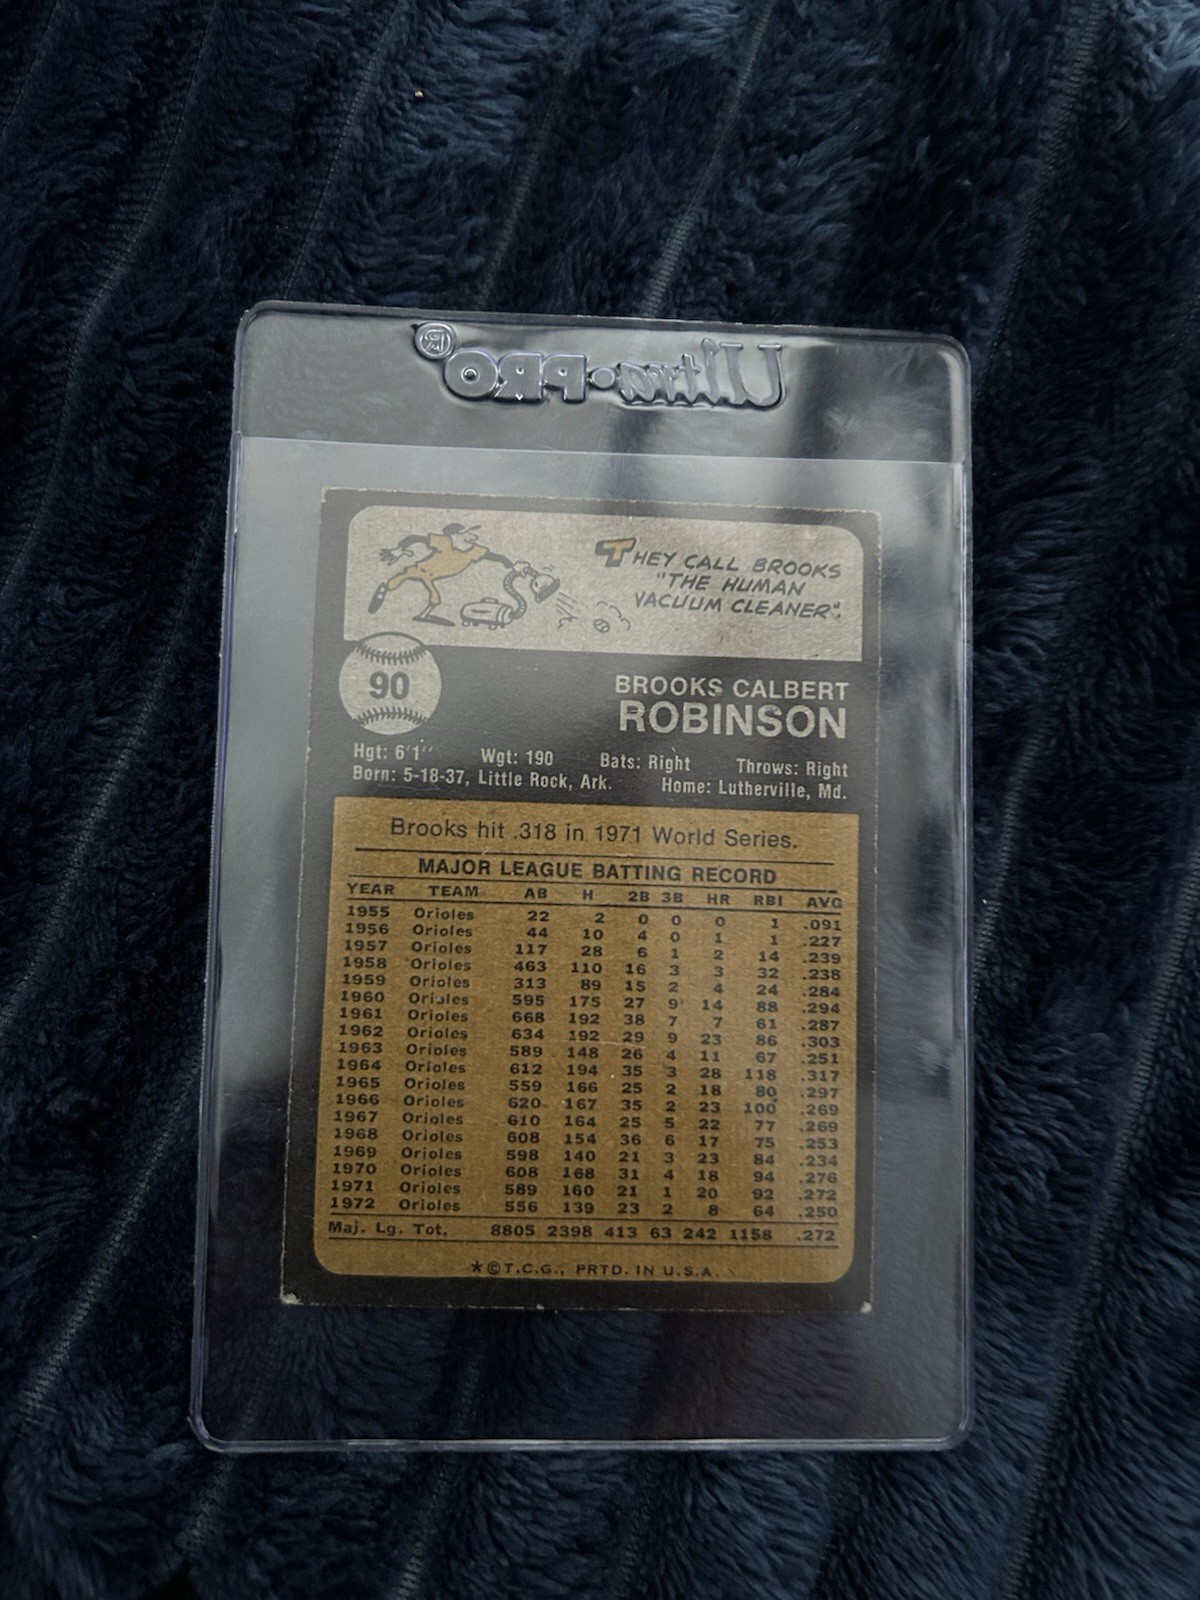 Ultra•PRO®
THEY CALL BROOKS
"THE HUMAN
VACUUM CLEANER".
90
BROOKS CALBERT
ROBINSON
Hgt: 6'1" Wgt: 190 Bats: Right Throws: Right
Born: 5-18-37, Little Rock, Ark. Home: Lutherville, Md.
Brooks hit .318 in 1971 World Series.
MAJOR LEAGUE BATTING RECORD
YEAR TEAM AB H 2B 3B HR RBI AVG
1955 Orioles 22 2 0 0 0 1 .091
1956 Orioles 44 10 4 0 1 1 .227
1957 Orioles 117 28 6 1 2 14 .239
1958 Orioles 463 110 16 3 3 32 .238
1959 Orioles 313 89 15 2 4 24 .284
1960 Orioles 595 175 27 9 14 88 .294
1961 Orioles 668 192 38 7 7 61 .287
1962 Orioles 634 192 29 9 23 86 .303
1963 Orioles 589 148 26 4 11 67 .251
1964 Orioles 612 194 35 3 28 118 .317
1965 Orioles 559 166 25 2 18 80 .297
1966 Orioles 620 167 35 2 23 100 .269
1967 Orioles 610 164 25 5 22 77 .269
1968 Orioles 608 154 36 6 17 75 .253
1969 Orioles 598 140 21 3 23 84 .234
1970 Orioles 608 168 31 4 18 94 .276
1971 Orioles 589 160 21 1 20 92 .272
1972 Orioles 556 139 23 2 8 64 .250
Maj. Lg. Tot. 8805 2398 413 63 242 1158 .272
*©T.C.G., PRTD. IN U.S.A.